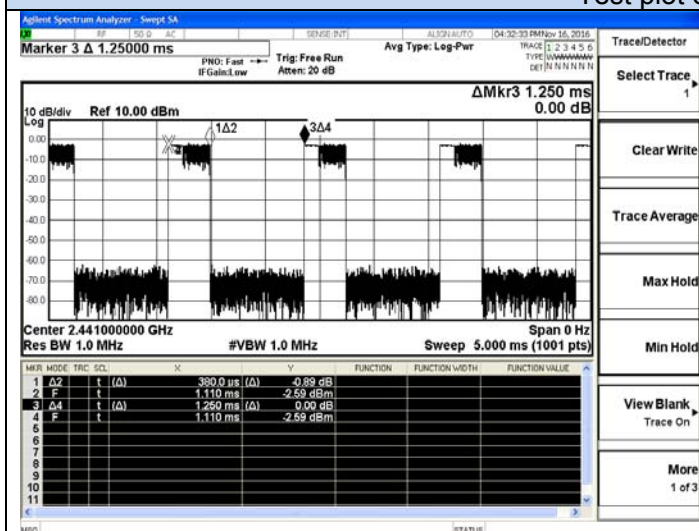 Test plot
Agilent Spectrum Analyzer - Swept SA
RF 50 Ω AC SENSE:INT ALIGN AUTO 04:32:33 PM Nov 16, 2016
Marker 3 Δ 1.25000 ms
PNO: Fast
IFGain:Low
Trig: Free Run
Atten: 20 dB
Avg Type: Log-Pwr
TRACE 1 2 3 4 5 6
TYPE
DET N N N N N N
Trace/Detector
Select Trace
1
Clear Write
Trace Average
Max Hold
Min Hold
View Blank
Trace On
More
1 of 3
ΔMkr3 1.250 ms
0.00 dB
10 dB/div Ref 10.00 dBm
Log
1Δ2
3Δ4
0.00
-10.0
-20.0
-30.0
-40.0
-50.0
-60.0
-70.0
-80.0
Center 2.441000000 GHz Span 0 Hz
Res BW 1.0 MHz #VBW 1.0 MHz Sweep 5.000 ms (1001 pts)
MKR MODE TRC SCL X Y FUNCTION FUNCTION WIDTH FUNCTION VALUE
1 Δ2 t (Δ) 380.0 µs (Δ) -0.89 dB
2 F t 1.110 ms -2.59 dBm
3 Δ4 t (Δ) 1.250 ms (Δ) 0.00 dB
4 F t 1.110 ms -2.59 dBm
5
6
7
8
9
10
11
MSG STATUS